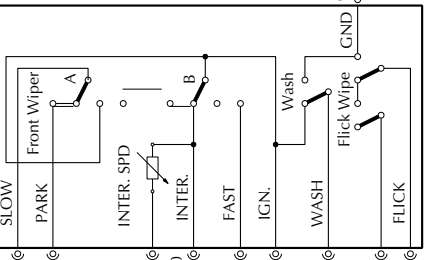 GND
Front Wiper
A
B
Wash
Flick Wipe
SLOW
PARK
INTER. SPD
INTER.
FAST
IGN.
WASH
FLICK